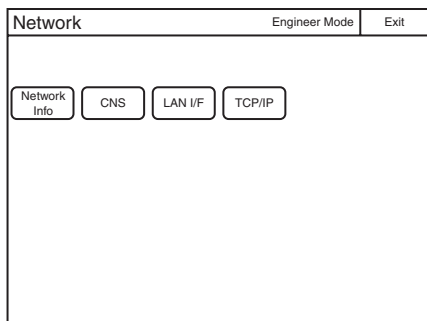 Network Engineer Mode Exit
Network
Info
CNS
LAN I/F
TCP/IP